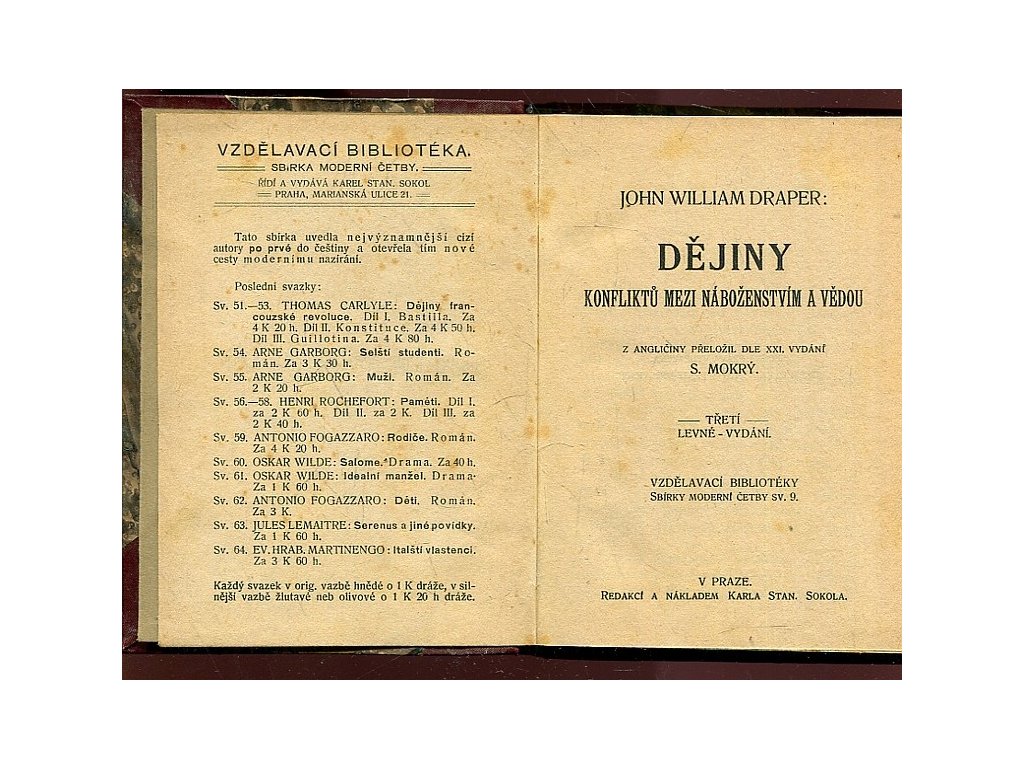 VZDĚLAVACÍ BIBLIOTÉKA.
SBÍRKA MODERNÍ ČETBY.
ŘÍDÍ A VYDÁVÁ KAREL STAN. SOKOL
PRAHA, MARIANSKÁ ULICE 21.
Tato sbírka uvedla nejvýznamnější cizí
autory po prvé do češtiny a otevřela tím nové
cesty modernímu nazírání.
Poslední svazky:
Sv. 51.—53. THOMAS CARLYLE: Dějiny fran-
couzské revoluce. Díl I. Bastilla. Za
4 K 20 h. Díl II. Konstituce. Za 4 K 50 h.
Díl III. Guillotina. Za 4 K 80 h.
Sv. 54. ARNE GARBORG: Selští studenti. Ro-
mán. Za 3 K 30 h.
Sv. 55. ARNE GARBORG: Muži. Román. Za
2 K 20 h.
Sv. 56.—58. HENRI ROCHEFORT: Paměti. Díl I.
za 2 K 60 h. Díl II. za 2 K. Díl III. za
2 K 40 h.
Sv. 59. ANTONIO FOGAZZARO: Rodiče. Román.
Za 4 K 20 h.
Sv. 60. OSKAR WILDE: Salome. Drama. Za 40 h.
Sv. 61. OSKAR WILDE: Idealní manžel. Drama.
Za 1 K 60 h.
Sv. 62. ANTONIO FOGAZZARO: Děti. Román.
Za 3 K.
Sv. 63. JULES LEMAITRE: Serenus a jiné povídky.
Za 1 K 60 h.
Sv. 64. EV. HRAB. MARTINENGO: Italští vlastenci.
Za 3 K 60 h.
Každý svazek v orig. vazbě hnědé o 1 K dráže, v sil-
nější vazbě žlutavé neb olivové o 1 K 20 h dráže.
JOHN WILLIAM DRAPER:
DĚJINY
KONFLIKTŮ MEZI NÁBOŽENSTVÍM A VĚDOU
Z ANGLIČINY PŘELOŽIL DLE XXI. VYDÁNÍ
S. MOKRÝ.
TŘETÍ
LEVNÉ - VYDÁNÍ.
VZDĚLAVACÍ BIBLIOTÉKY
SBÍRKY MODERNÍ ČETBY SV. 9.
V PRAZE.
REDAKCÍ A NÁKLADEM KARLA STAN. SOKOLA.